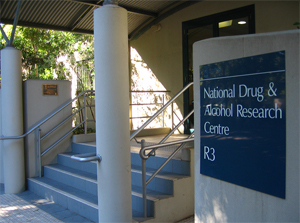 National Drug &
Alcohol Research
Centre
R3